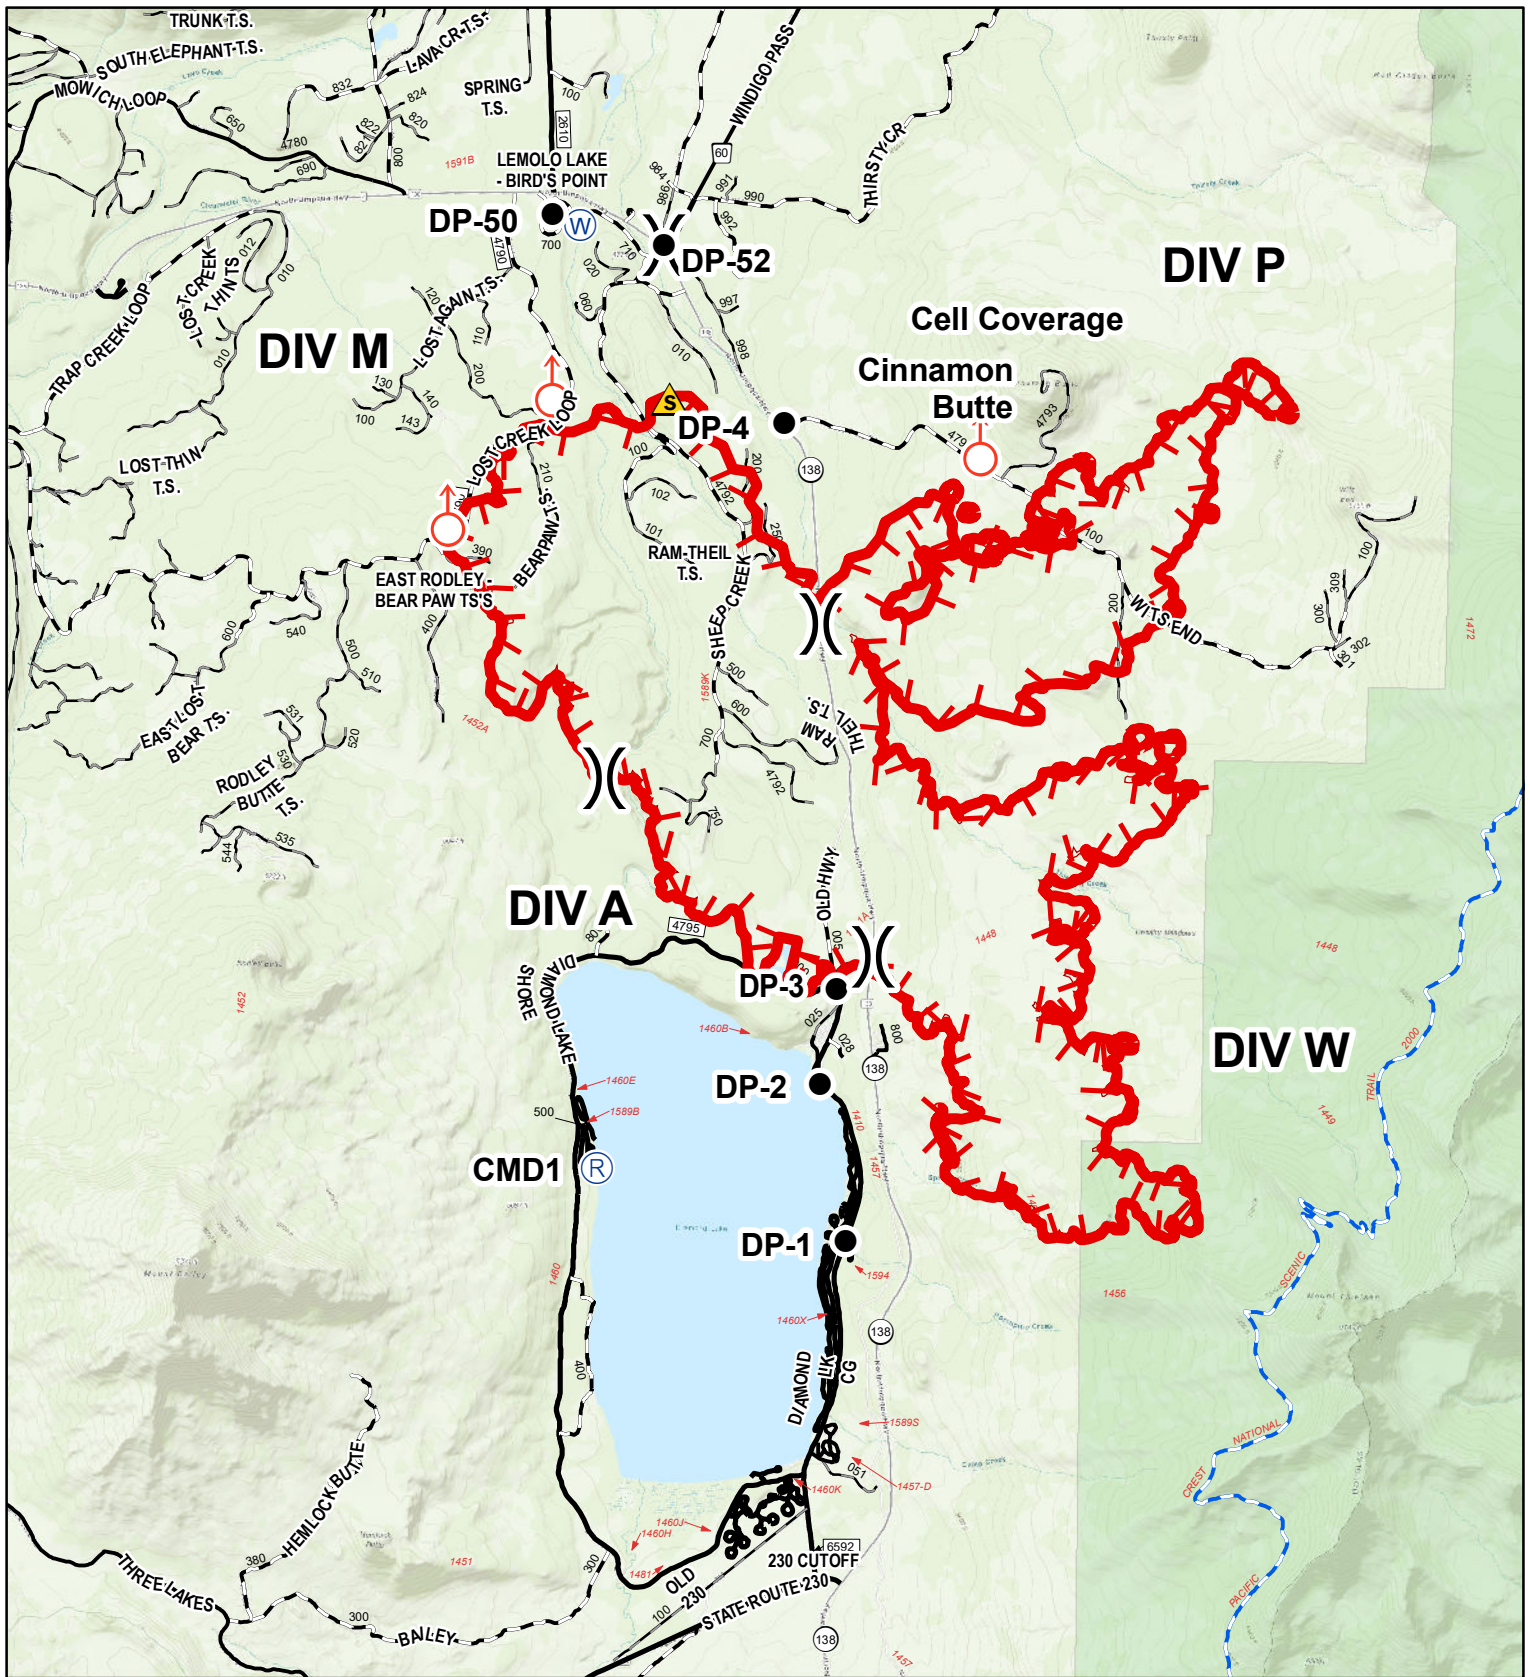 TRUNK T.S.
SOUTH ELEPHANT T.S.
LAVA CR T.S.
MOWICH LOOP
832
824
822
820
821
650
4780
690
800
SPRING
T.S.
100
2610
WINDIGO PASS
60
THIRSTY CR
1591B
LEMOLO LAKE
- BIRD'S POINT
984
986
991
990
992
DP-50
W
700
4790
710
020
060
DP-52
997
998
010
DIV P
Cell Coverage
Cinnamon
Butte
4793
LOST CREEK
THIN TS
012
010
010
TRAP CREEK LOOP
DIV M
LOST AGAIN T.S.
120
110
200
130
140
100
143
LOST CREEK LOOP
S
DP-4
LOST THIN
T.S.
210
BEARPAW T.S.
100
102
101
4792
200
250
138
RAM-THEIL
T.S.
SHEEP CREEK
390
EAST RODLEY -
BEAR PAW TS'S
400
100
200
WITS END
100
309
300
301
302
1472
600
540
500
510
EAST LOST
BEAR T.S.
531
530
520
RODLEY
BUTTE
T.S.
535
544
1452A
1589K
500
600
700
4792
750
RAM
THEIL T.S.
DIV A
OLD HWY
005
4795
DIAMOND LAKE
SHORE
DP-3
025
028
1460B
1448
1448
1452
800
138
DP-2
DIV W
1460E
1589B
500
CMD1
R
1410
1457
1449
2000
TRAIL
DP-1
1594
1460
1460X
138
1456
SCENIC
400
DIAMOND
LK
CG
1589S
NATIONAL
051
1457-D
CREST
1460K
HEMLOCK BUTTE
1460J
1460H
6592
230 CUTOFF
1451
1481
OLD
230
100
STATE ROUTE 230
300
380
THREE LAKES
300
BAILEY
138
1457
PACIFIC